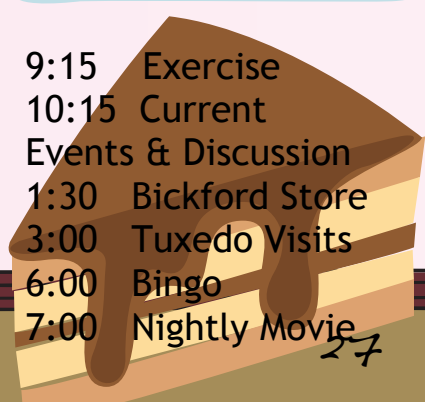 9:15 Exercise
10:15 Current
Events & Discussion
1:30 Bickford Store
3:00 Tuxedo Visits
6:00 Bingo
7:00 Nightly Movie
27